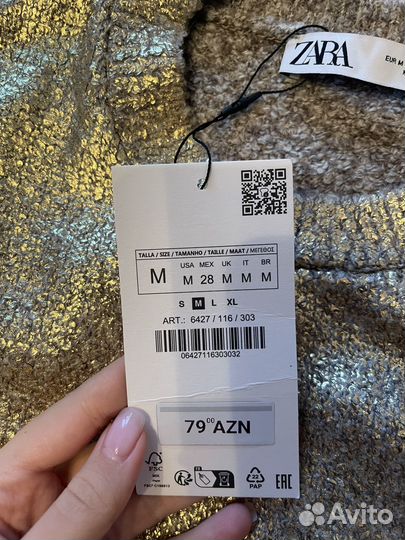 ZARA
EUR M
TALLA / SIZE / TAMANHO / TAILLE / MAAT / ΜΕΓΕΘΟΣ
USA MEX UK IT BR
M M 28 M M M
S M L XL
ART.: 6427 / 116 / 303
06427116303032
79,00 AZN
FSC
MIX
22
PAP
EAC
Avito